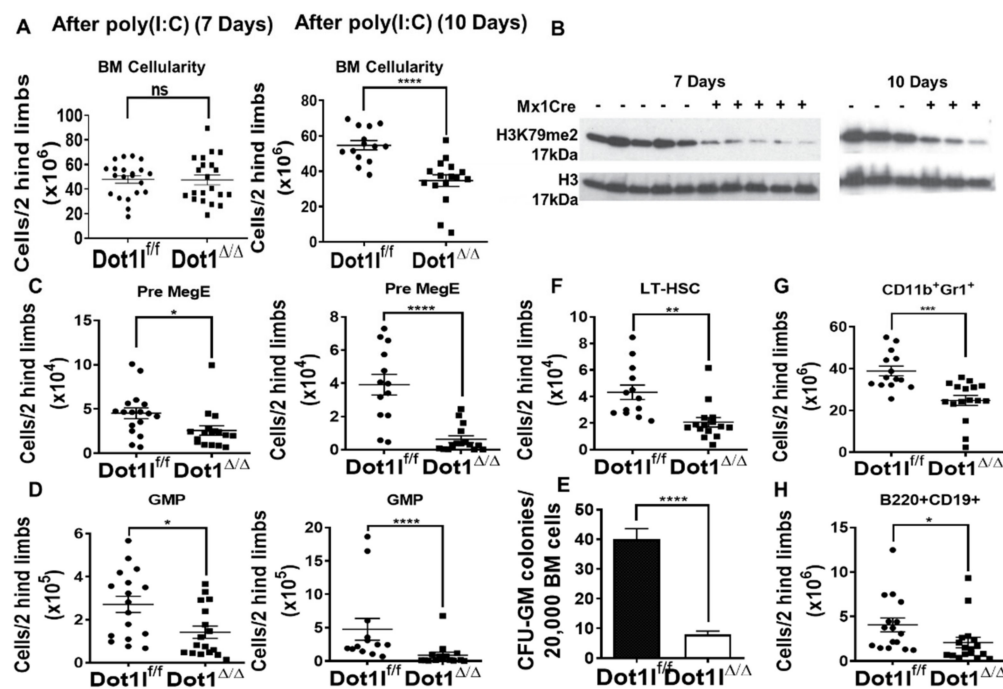 A After poly(I:C) (7 Days) After poly(I:C) (10 Days)
BM Cellularity
ns
Cells/2 hind limbs
(x10⁶)
100
80
60
40
20
0
Dot1l^f/f Dot1^Δ/Δ
BM Cellularity
****
Cells/2 hind limbs
(x10⁶)
80
60
40
20
0
Dot1l^f/f Dot1^Δ/Δ
B
7 Days 10 Days
Mx1Cre - - - - - + + + + + - - - + + +
H3K79me2
17kDa
H3
17kDa
C
Pre MegE
*
Cells/2 hind limbs
(x10⁴)
15
10
5
0
Dot1l^f/f Dot1^Δ/Δ
Pre MegE
****
Cells/2 hind limbs
(x10⁴)
8
6
4
2
0
Dot1l^f/f Dot1^Δ/Δ
F
LT-HSC
**
Cells/2 hind limbs
(x10⁴)
10
8
6
4
2
0
Dot1l^f/f Dot1^Δ/Δ
G
CD11b⁺Gr1⁺
***
Cells/2 hind limbs
(x10⁶)
60
40
20
0
Dot1l^f/f Dot1^Δ/Δ
D
GMP
*
Cells/2 hind limbs
(x10⁵)
6
4
2
0
Dot1l^f/f Dot1^Δ/Δ
GMP
****
Cells/2 hind limbs
(x10⁵)
20
15
10
5
0
Dot1l^f/f Dot1^Δ/Δ
E
****
CFU-GM colonies/
20,000 BM cells
50
40
30
20
10
0
Dot1l^f/f Dot1l^Δ/Δ
H
B220+CD19+
*
Cells/2 hind limbs
(x10⁶)
15
10
5
0
Dot1l^f/f Dot1^Δ/Δ